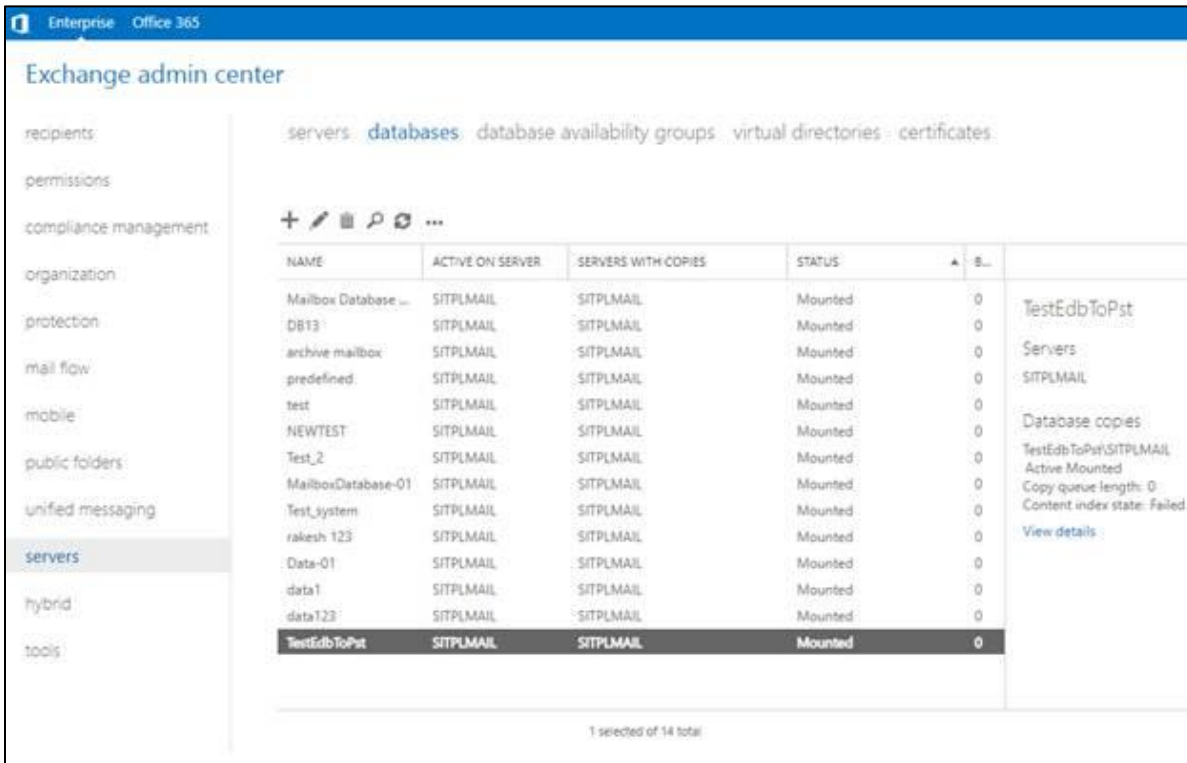 Enterprise Office 365
Exchange admin center
recipients
permissions
compliance management
organization
protection
mail flow
mobile
public folders
unified messaging
servers
hybrid
tools
servers databases database availability groups virtual directories certificates
NAME ACTIVE ON SERVER SERVERS WITH COPIES STATUS B...
Mailbox Database ... SITPLMAIL SITPLMAIL Mounted 0
DB13 SITPLMAIL SITPLMAIL Mounted 0
archive mailbox SITPLMAIL SITPLMAIL Mounted 0
predefined SITPLMAIL SITPLMAIL Mounted 0
test SITPLMAIL SITPLMAIL Mounted 0
NEWTEST SITPLMAIL SITPLMAIL Mounted 0
Test_2 SITPLMAIL SITPLMAIL Mounted 0
MailboxDatabase-01 SITPLMAIL SITPLMAIL Mounted 0
Test_system SITPLMAIL SITPLMAIL Mounted 0
rakesh 123 SITPLMAIL SITPLMAIL Mounted 0
Data-01 SITPLMAIL SITPLMAIL Mounted 0
data1 SITPLMAIL SITPLMAIL Mounted 0
data123 SITPLMAIL SITPLMAIL Mounted 0
TestEdbToPst SITPLMAIL SITPLMAIL Mounted 0
1 selected of 14 total
TestEdbToPst
Servers
SITPLMAIL
Database copies
TestEdbToPst\SITPLMAIL
Active Mounted
Copy queue length: 0
Content index state: Failed
View details